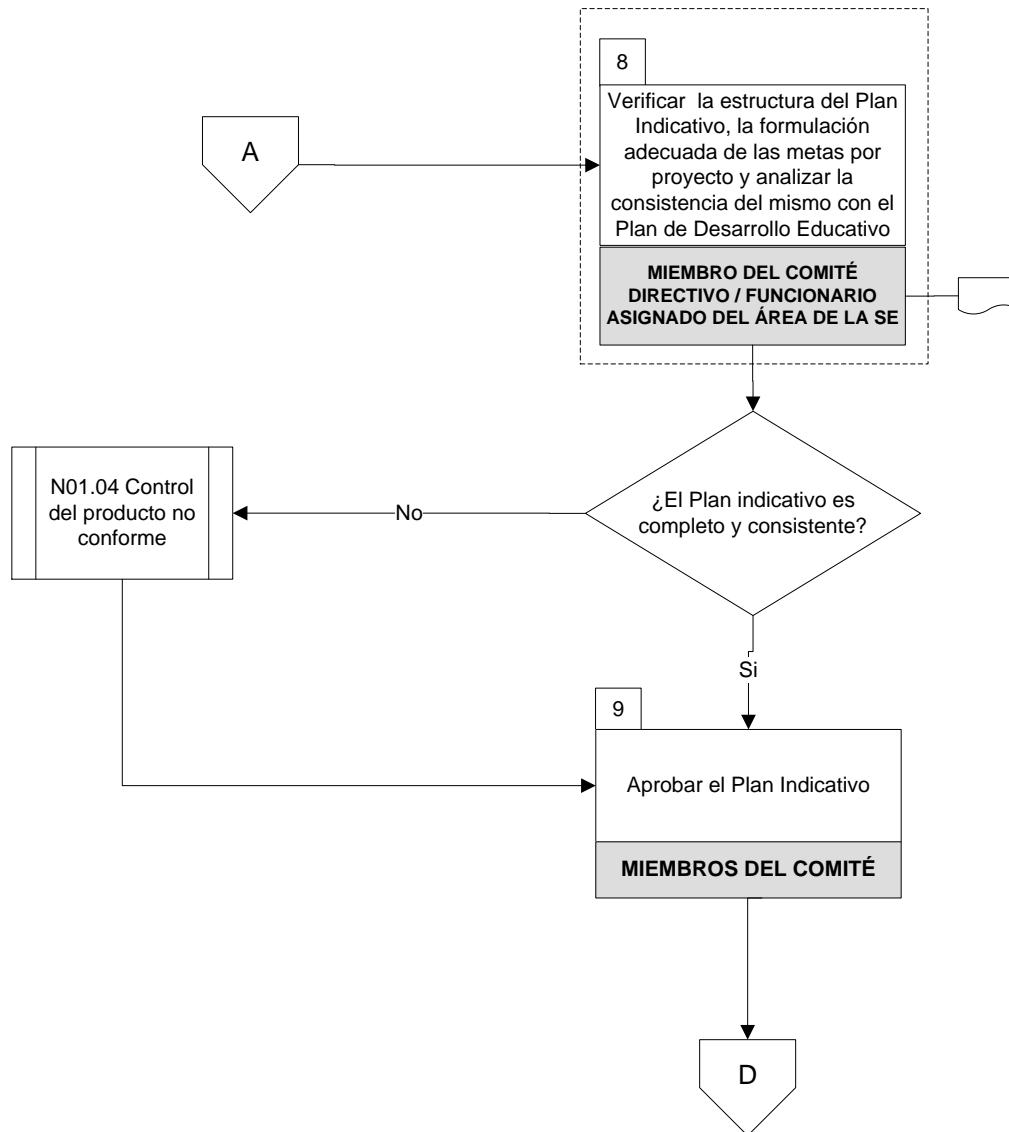 8
Verificar la estructura del Plan
Indicativo, la formulación
adecuada de las metas por
proyecto y analizar la
consistencia del mismo con el
Plan de Desarrollo Educativo
A
MIEMBRO DEL COMITÉ
DIRECTIVO / FUNCIONARIO
ASIGNADO DEL ÁREA DE LA SE
¿El Plan indicativo es
completo y consistente?
No
N01.04 Control
del producto no
conforme
Si
9
Aprobar el Plan Indicativo
MIEMBROS DEL COMITÉ
D